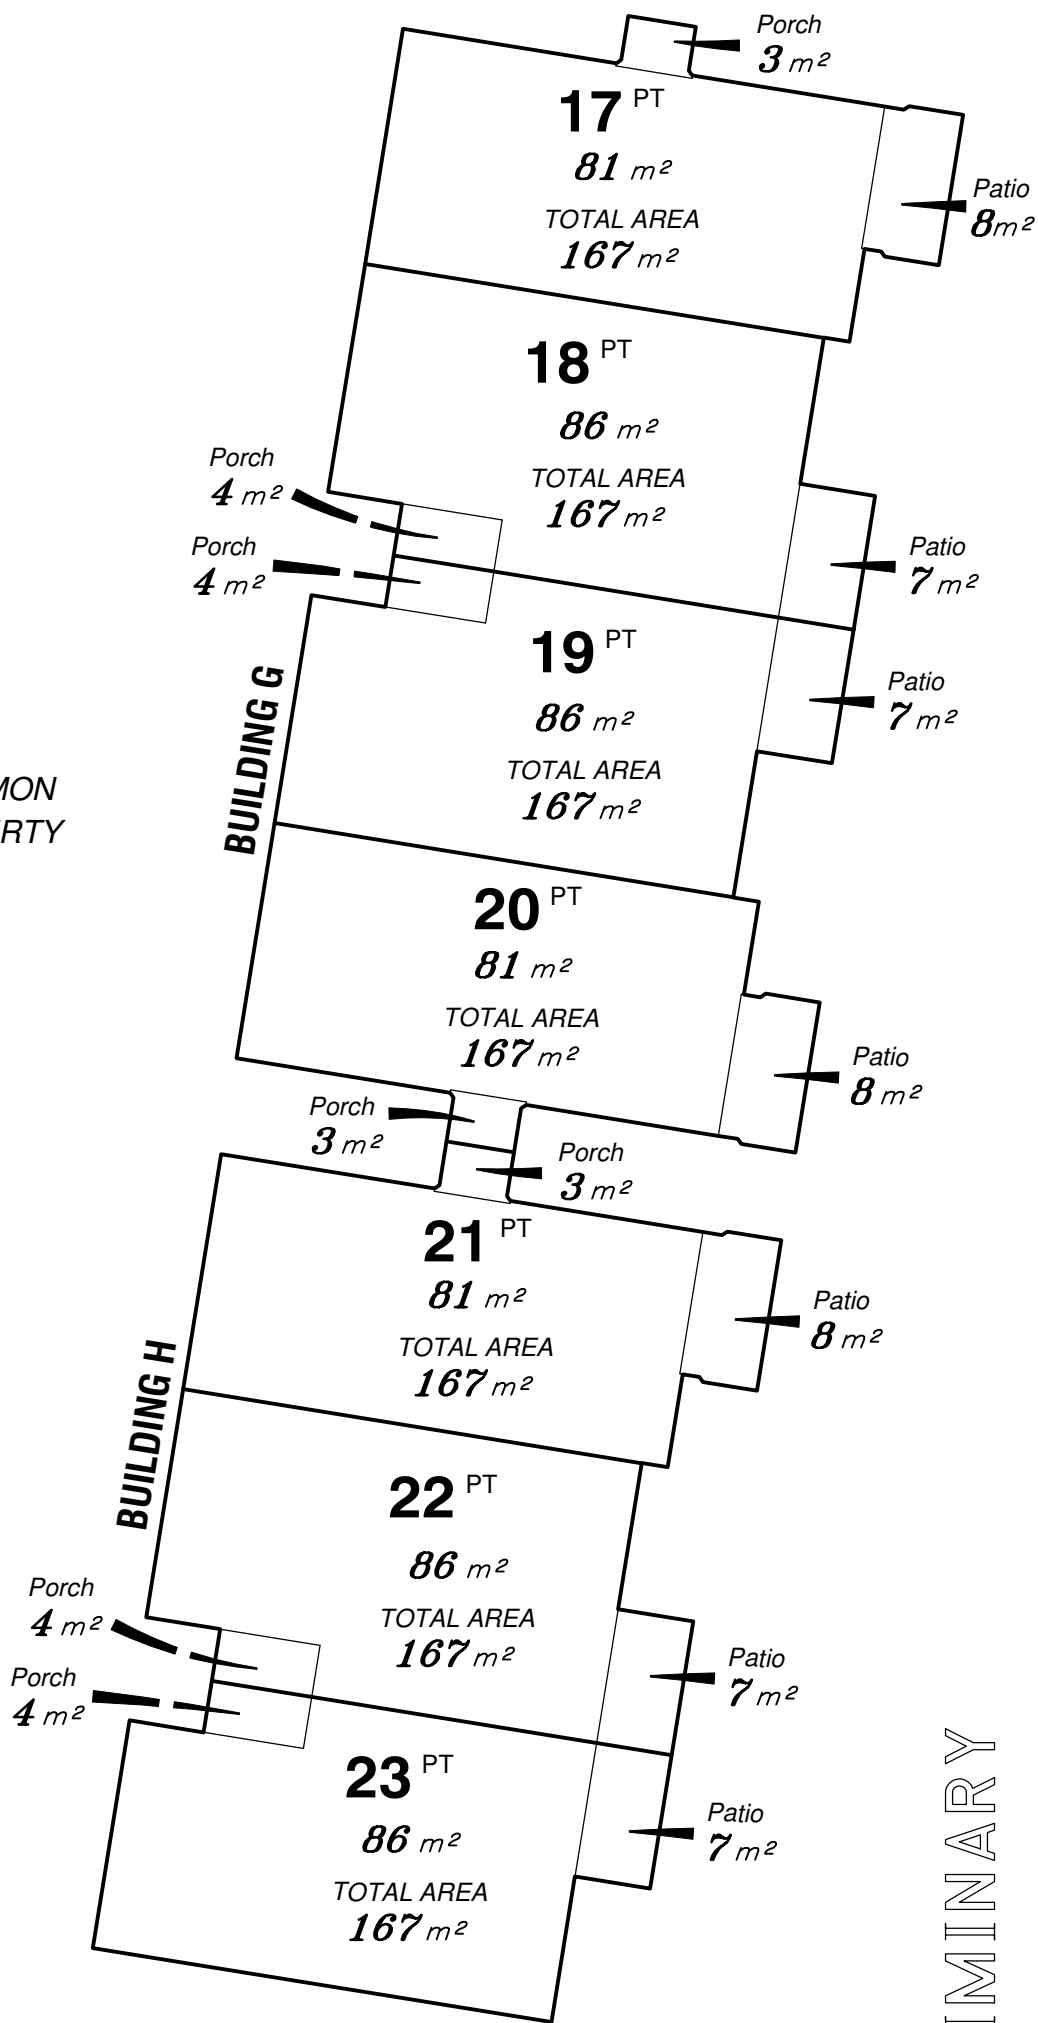 Porch
3 m²
17 PT
81 m²
TOTAL AREA
167 m²
Patio
8 m²
18 PT
86 m²
TOTAL AREA
167 m²
Porch
4 m²
Porch
4 m²
Patio
7 m²
19 PT
86 m²
TOTAL AREA
167 m²
Patio
7 m²
BUILDING G
MON
RTY
20 PT
81 m²
TOTAL AREA
167 m²
Patio
8 m²
Porch
3 m²
Porch
3 m²
21 PT
81 m²
TOTAL AREA
167 m²
Patio
8 m²
BUILDING H
22 PT
86 m²
TOTAL AREA
167 m²
Porch
4 m²
Porch
4 m²
Patio
7 m²
23 PT
86 m²
TOTAL AREA
167 m²
Patio
7 m²
IMINARY